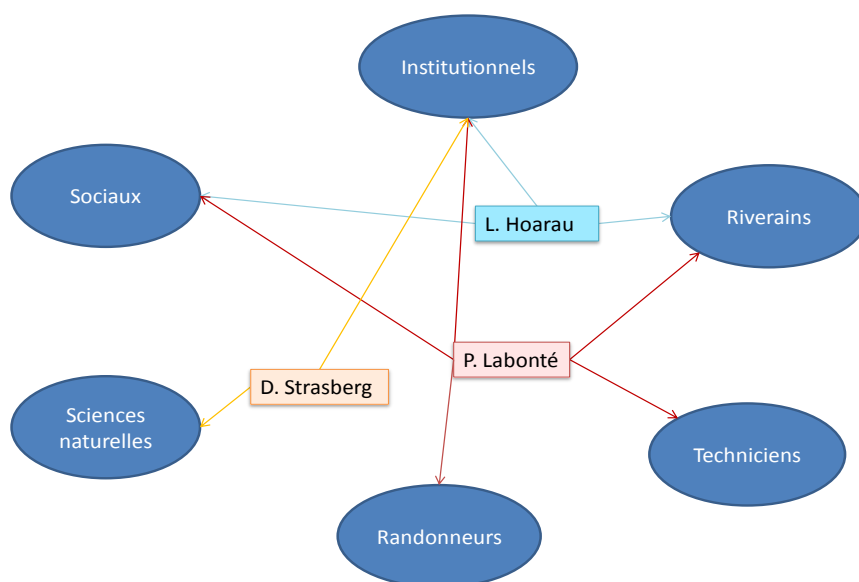 Institutionnels
Sociaux
L. Hoarau
Riverains
P. Labonté
D. Strasberg
Sciences
naturelles
Techniciens
Randonneurs